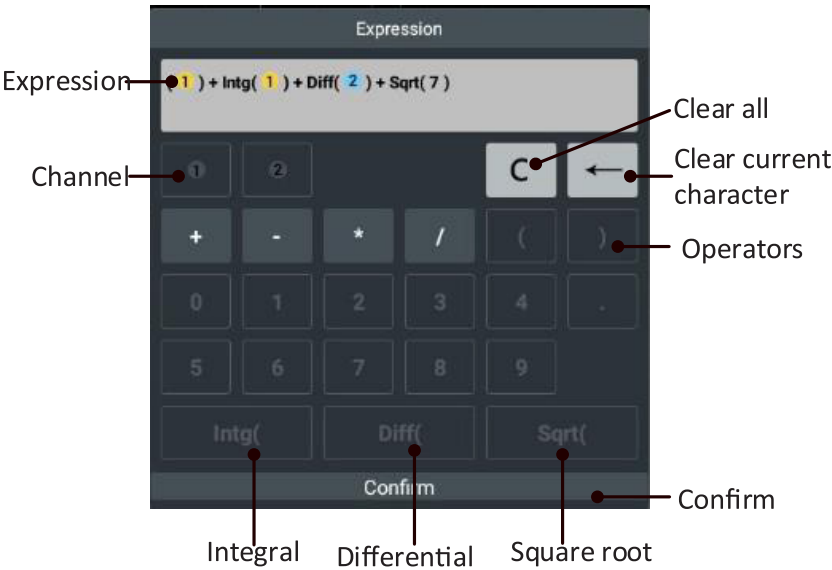 Expression
Expression
( 1 ) + Intg( 1 ) + Diff( 2 ) + Sqrt( 7 )
Clear all
Channel
1 2 C ←
Clear current
character
+ - * / ( )
Operators
0 1 2 3 4 .
5 6 7 8 9
Intg( Diff( Sqrt(
Confirm
Confirm
Integral
Differential
Square root